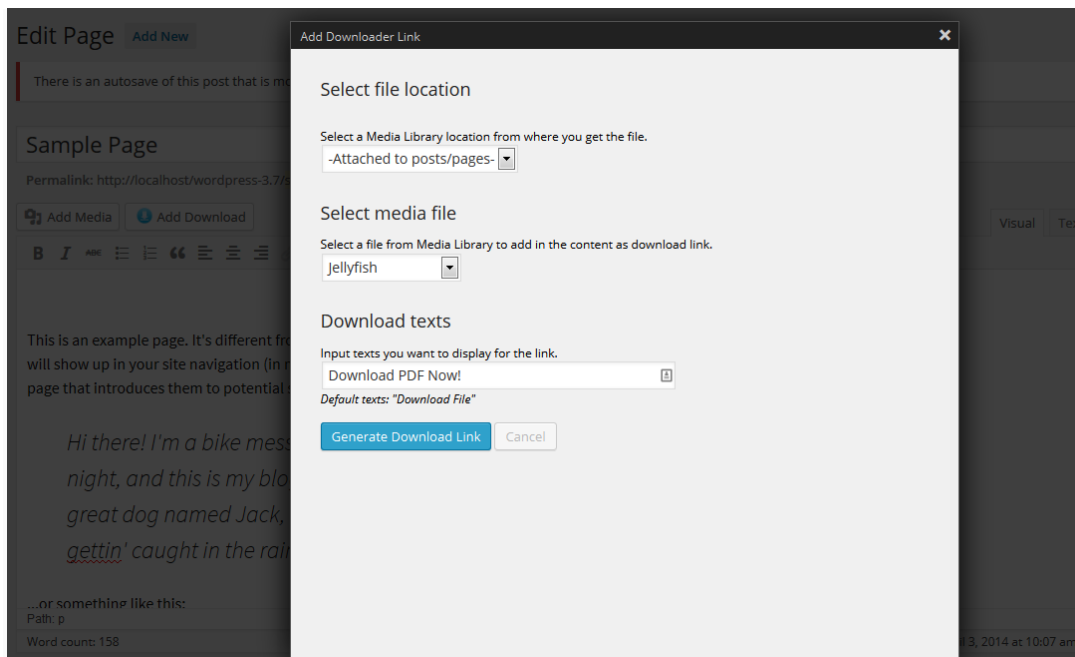 Edit Page Add New
Add Downloader Link
There is an autosave of this post that is
Select file location
Select a Media Library location from where you get the file.
-Attached to posts/pages-
Sample Page
Permalink: http://localhost/wordpress-3.7/s
Add Media Add Download
Visual
Select media file
Select a file from Media Library to add in the content as download link.
Jellyfish
B I ABC
Download texts
Input texts you want to display for the link.
Download PDF Now!
Default texts: "Download File"
Generate Download Link Cancel
This is an example page. It's different
will show up in your site navigation (in
page that introduces them to potential
Hi there! I'm a bike mess
night, and this is my blo
great dog named Jack,
gettin' caught in the rain
...or something like this:
Path: p
Word count: 158
3, 2014 at 10:07 am